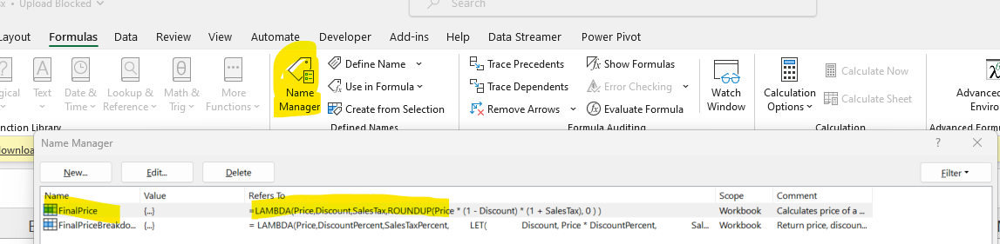 x • Upload Blocked
Search
Layout Formulas Data Review View Automate Developer Add-ins Help Data Streamer Power Pivot
Define Name
Trace Precedents
Show Formulas
Calculate Now
Use in Formula
Trace Dependents
Error Checking
Create from Selection
Remove Arrows
Evaluate Formula
Calculate Sheet
gical Text Date & Lookup & Math & More Name Watch Calculation Advanced
Time Reference Trig Functions Manager Window Options Enviro
nction Library Defined Names Formula Auditing Calculation Advanced Formu
downloa
Name Manager ? ×
New... Edit... Delete Filter
Name Value Refers To Scope Comment
FinalPrice {...} =LAMBDA(Price,Discount,SalesTax,ROUNDUP(Price * (1 - Discount) * (1 + SalesTax), 0 ) ) Workbook Calculates price of a ...
FinalPriceBreakdo... {...} = LAMBDA(Price,DiscountPercent,SalesTaxPercent, LET( Discount, Price * DiscountPercent, Sal... Workbook Return price, discoun...